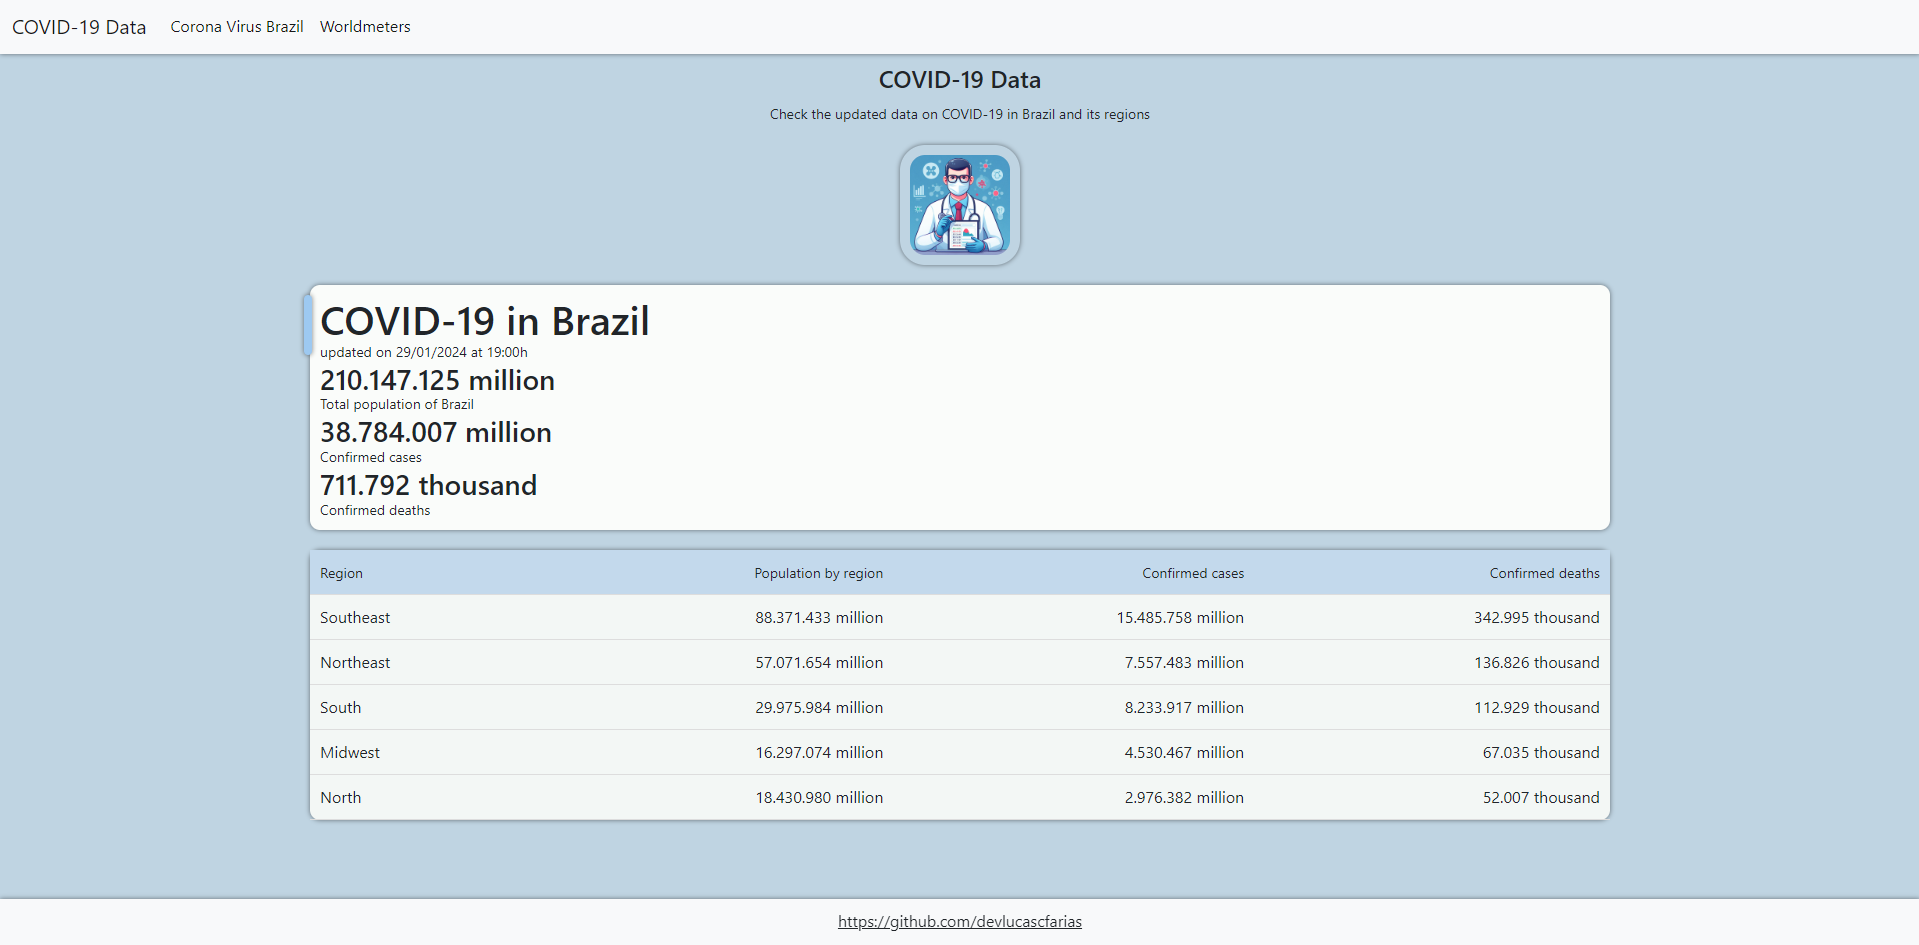 COVID-19 Data Corona Virus Brazil Worldmeters
COVID-19 Data
Check the updated data on COVID-19 in Brazil and its regions
COVID-19 in Brazil
updated on 29/01/2024 at 19:00h
210.147.125 million
Total population of Brazil
38.784.007 million
Confirmed cases
711.792 thousand
Confirmed deaths
Region Population by region Confirmed cases Confirmed deaths
Southeast 88.371.433 million 15.485.758 million 342.995 thousand
Northeast 57.071.654 million 7.557.483 million 136.826 thousand
South 29.975.984 million 8.233.917 million 112.929 thousand
Midwest 16.297.074 million 4.530.467 million 67.035 thousand
North 18.430.980 million 2.976.382 million 52.007 thousand
https://github.com/devlucascfarias